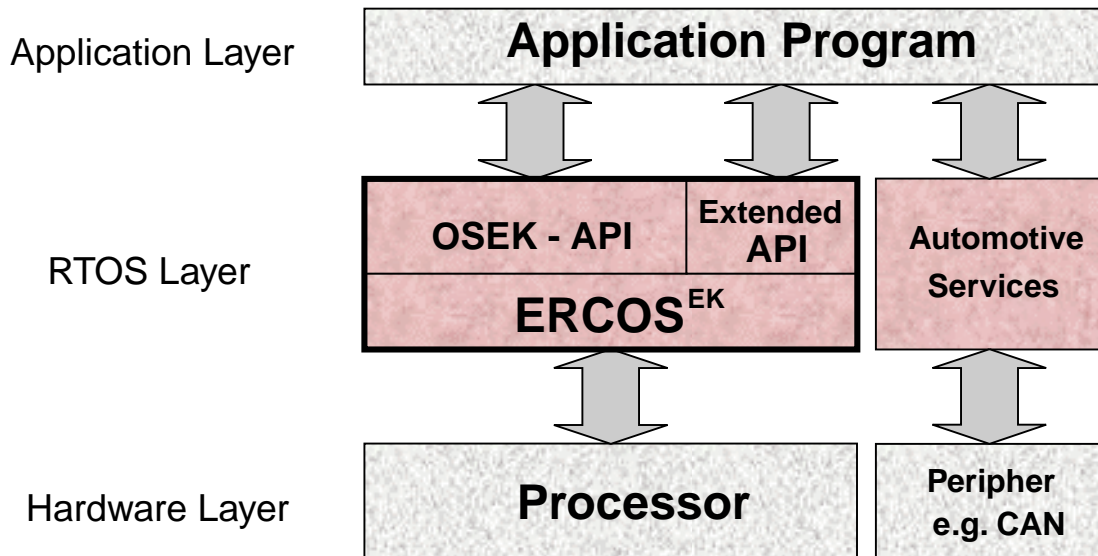 Application Layer
Application Program
RTOS Layer
OSEK - API
Extended
API
ERCOS^EK
Automotive
Services
Hardware Layer
Processor
Peripher
e.g. CAN